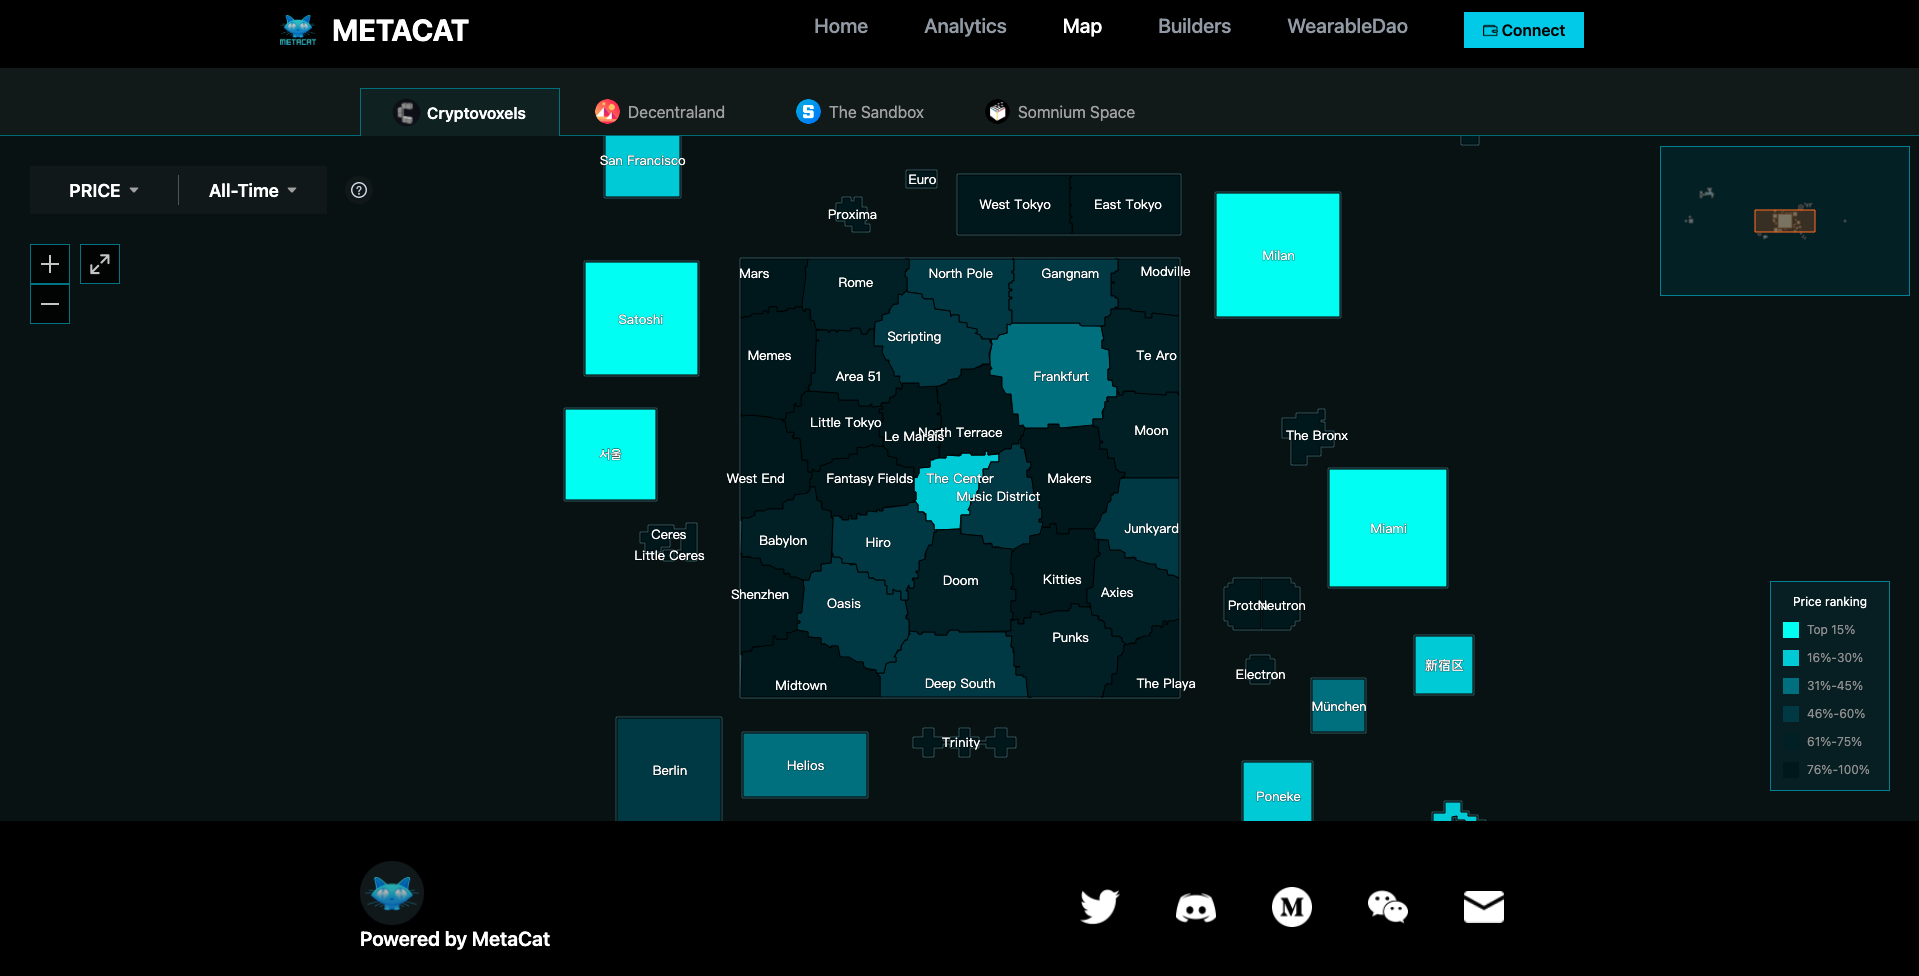 METACAT
METACAT
Home
Analytics
Map
Builders
WearableDao
Connect
Cryptovoxels
Decentraland
The Sandbox
Somnium Space
PRICE
All-Time
?
San Francisco
Euro
Proxima
West Tokyo
East Tokyo
Milan
Mars
Rome
North Pole
Gangnam
Modville
Satoshi
Scripting
Memes
Area 51
Frankfurt
Te Aro
Little Tokyo
Le Marais
North Terrace
Moon
The Bronx
서울
West End
Fantasy Fields
The Center
Music District
Makers
Junkyard
Miami
Ceres
Little Ceres
Babylon
Hiro
Doom
Kitties
Axies
Shenzhen
Oasis
Punks
Proton
Neutron
Electron
新宿区
Midtown
Deep South
The Playa
München
Trinity
Berlin
Helios
Poneke
Price ranking
Top 15%
16%-30%
31%-45%
46%-60%
61%-75%
76%-100%
Powered by MetaCat